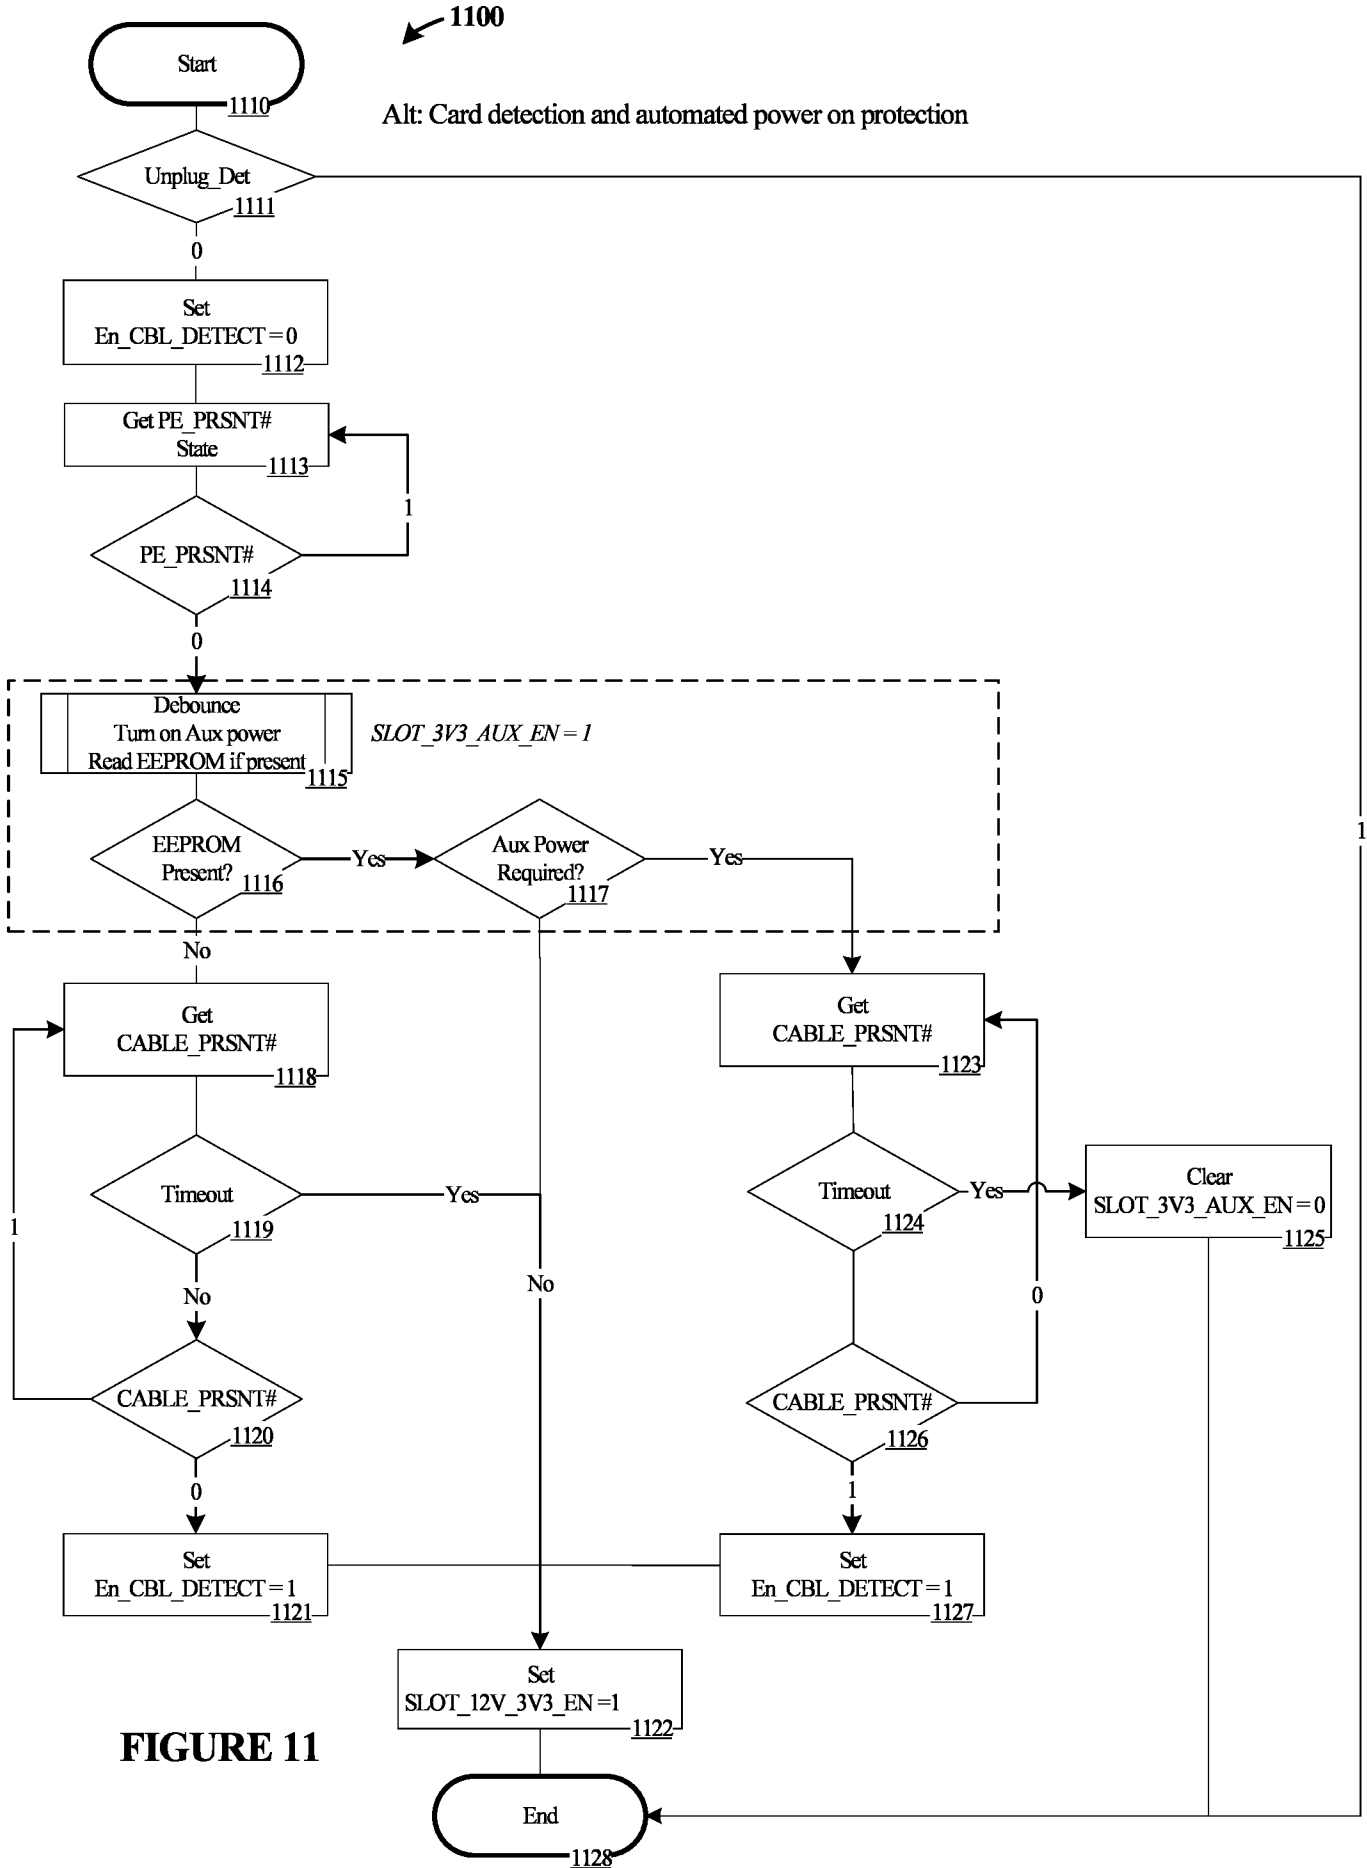 1100
Start
1110
Alt: Card detection and automated power on protection
Unplug_Det
1111
0
Set
En_CBL_DETECT = 0
1112
Get PE_PRSNT#
State
1113
1
PE_PRSNT#
1114
0
Debounce
Turn on Aux power
Read EEPROM if present
1115
SLOT_3V3_AUX_EN = 1
1
EEPROM
Present?
1116
Yes
Aux Power
Required?
1117
Yes
No
Get
CABLE_PRSNT#
1118
Get
CABLE_PRSNT#
1123
Timeout
1119
Yes
Timeout
1124
Yes
Clear
SLOT_3V3_AUX_EN = 0
1125
1
No
No
0
CABLE_PRSNT#
1120
CABLE_PRSNT#
1126
0
1
Set
En_CBL_DETECT = 1
1121
Set
En_CBL_DETECT = 1
1127
Set
SLOT_12V_3V3_EN =1
1122
FIGURE 11
End
1128